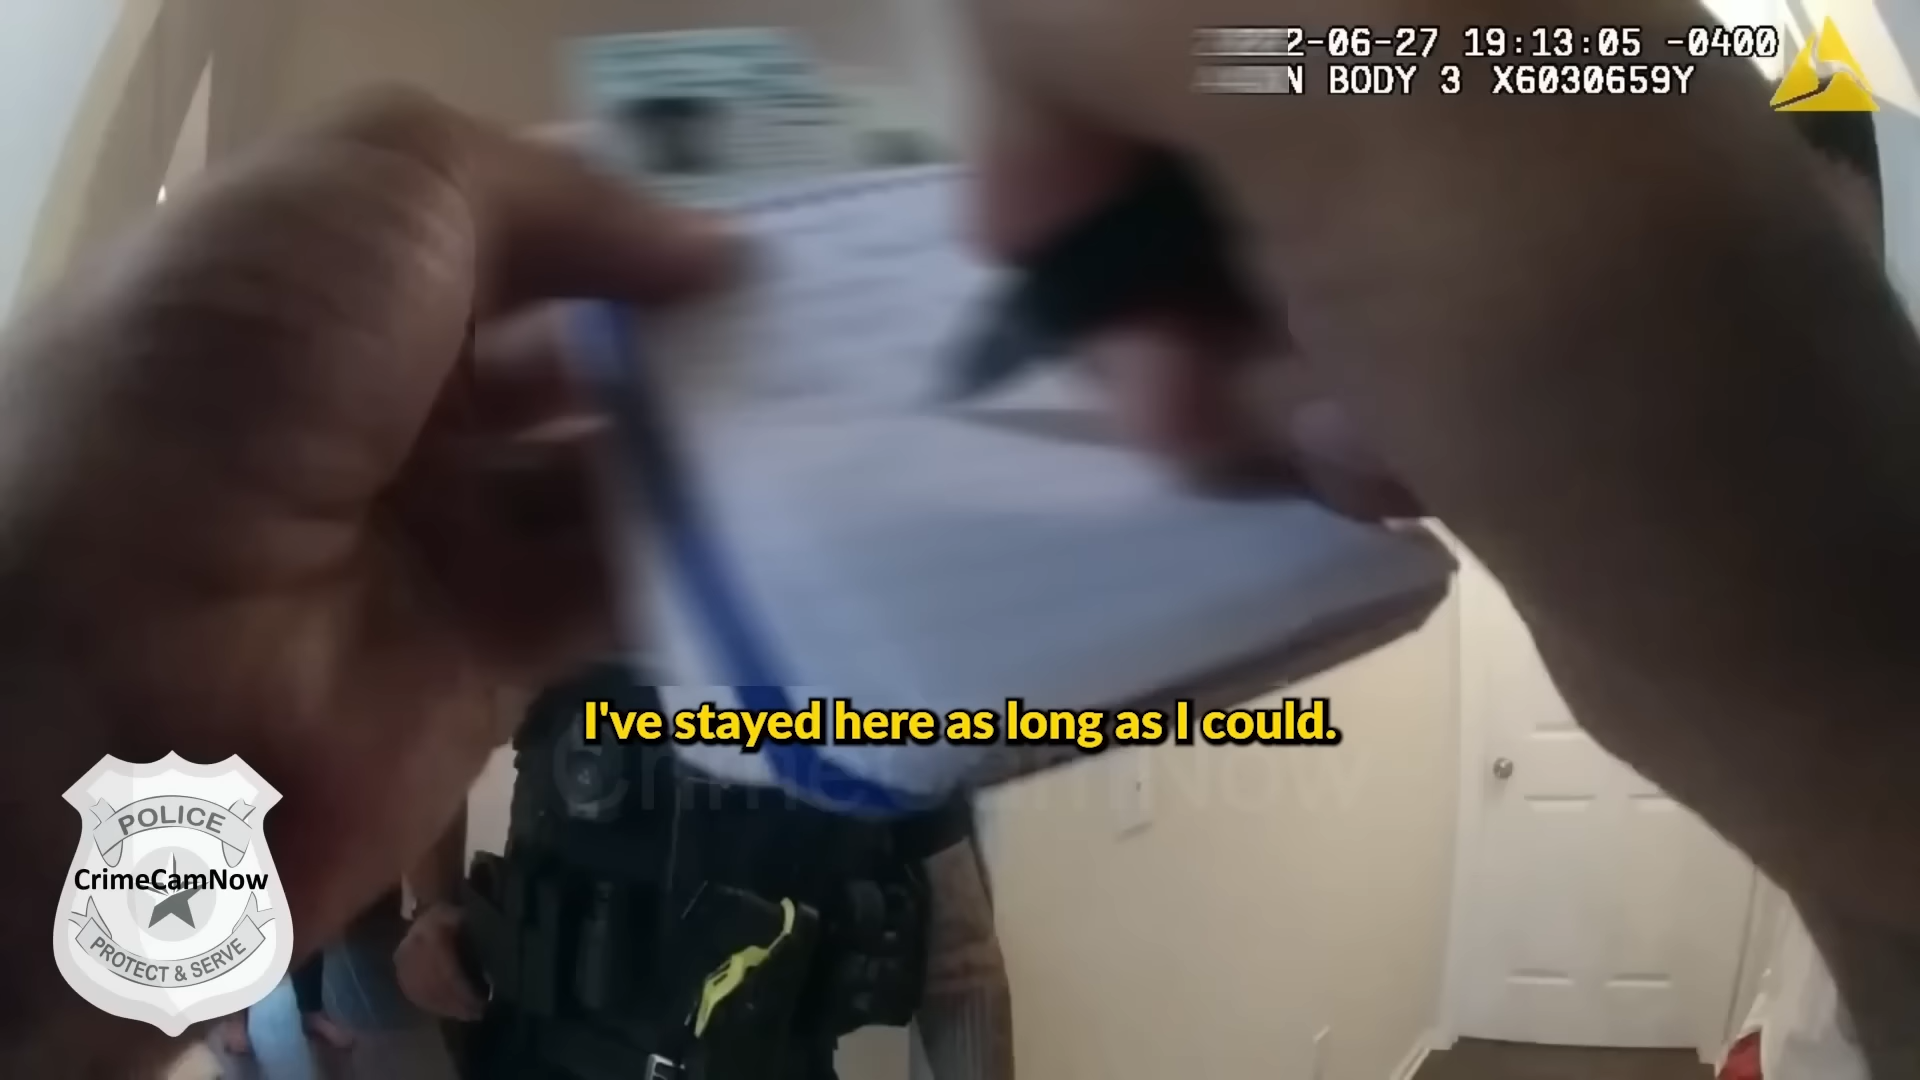 2-06-27 19:13:05 -0400
N BODY 3 X6030659Y
I've stayed here as long as I could.
CrimeCamNow
POLICE
CrimeCamNow
PROTECT & SERVE